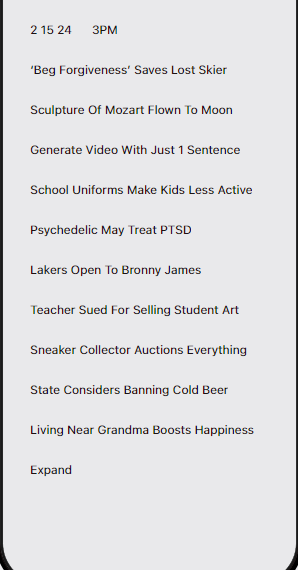 2 15 24 3PM
‘Beg Forgiveness’ Saves Lost Skier
Sculpture Of Mozart Flown To Moon
Generate Video With Just 1 Sentence
School Uniforms Make Kids Less Active
Psychedelic May Treat PTSD
Lakers Open To Bronny James
Teacher Sued For Selling Student Art
Sneaker Collector Auctions Everything
State Considers Banning Cold Beer
Living Near Grandma Boosts Happiness
Expand